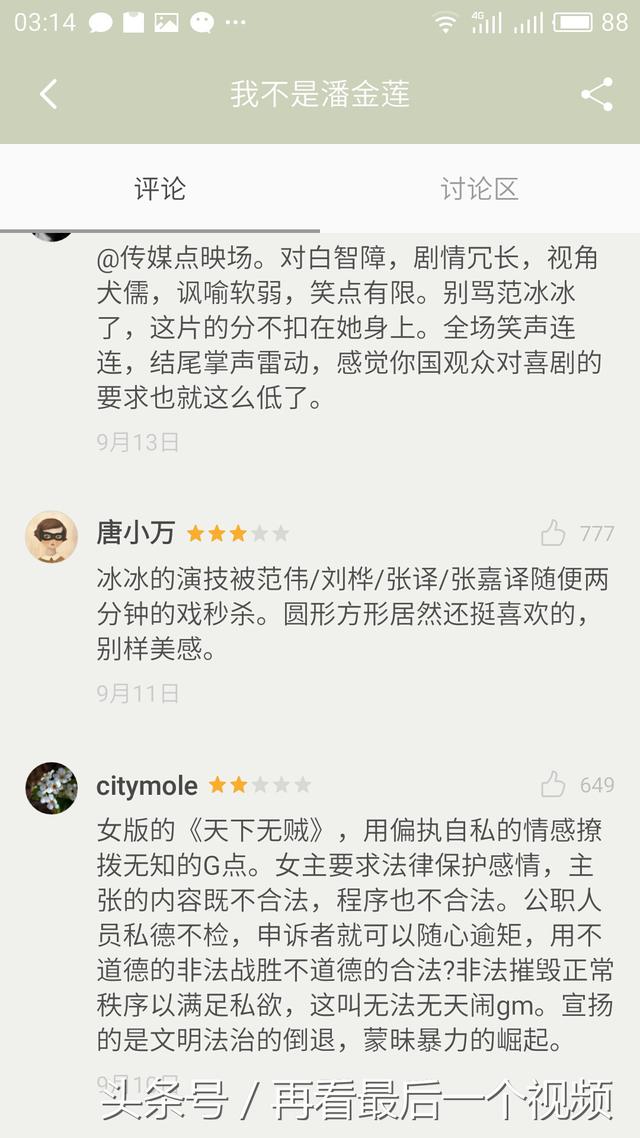 03:14
4G
88
我不是潘金莲
评论
讨论区
@传媒点映场。对白智障，剧情冗长，视角
犬儒，讽喻软弱，笑点有限。别骂范冰冰
了，这片的分不扣在她身上。全场笑声连
连，结尾掌声雷动，感觉你国观众对喜剧的
要求也就这么低了。
9月13日
唐小万
777
冰冰的演技被范伟/刘桦/张译/张嘉译随便两
分钟的戏秒杀。圆形方形居然还挺喜欢的，
别样美感。
9月11日
citymole
649
女版的《天下无贼》，用偏执自私的情感撩
拨无知的G点。女主要求法律保护感情，主
张的内容既不合法，程序也不合法。公职人
员私德不检，申诉者就可以随心逾矩，用不
道德的非法战胜不道德的合法?非法摧毁正常
秩序以满足私欲，这叫无法无天闹gm。宣扬
的是文明法治的倒退，蒙昧暴力的崛起。
9月10日
头条号 / 再看最后一个视频